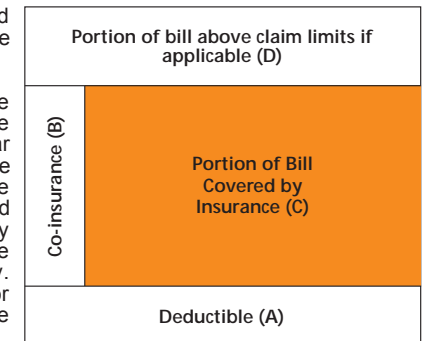 Portion of bill above claim limits if
applicable (D)
Co-insurance (B)
Portion of Bill
Covered by
Insurance (C)
Deductible (A)